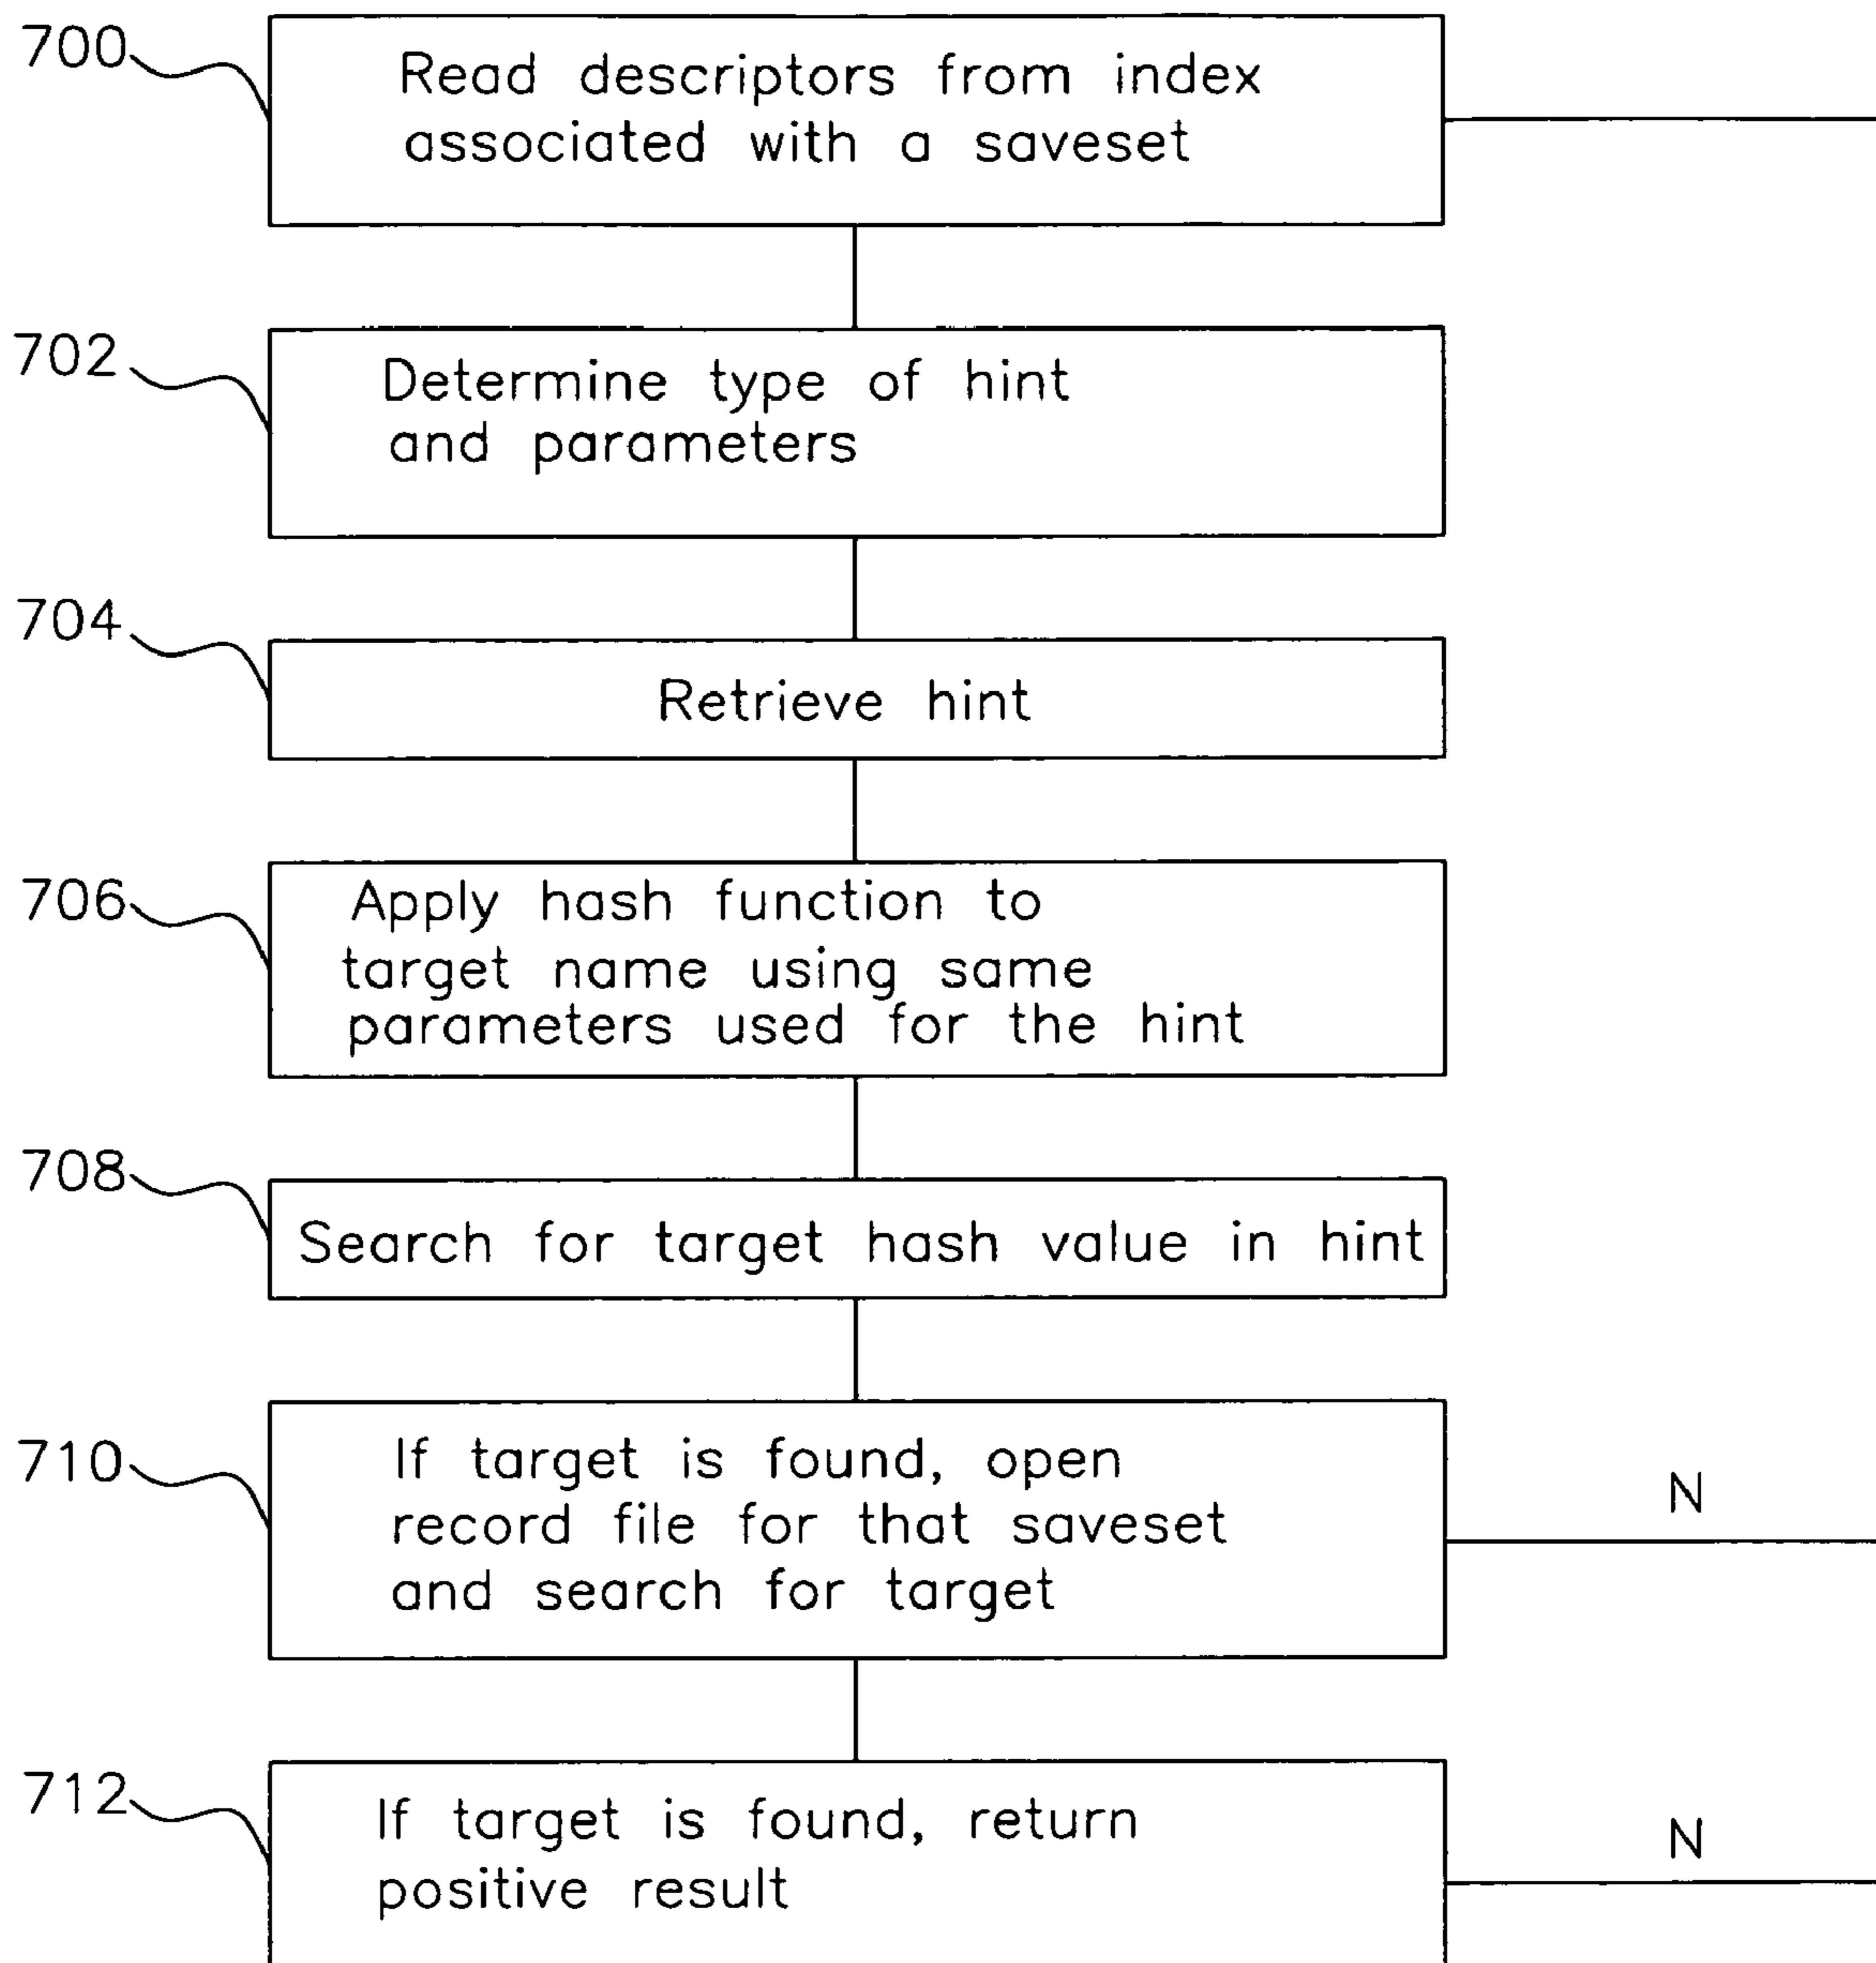 700
Read descriptors from index
associated with a saveset
702
Determine type of hint
and parameters
704
Retrieve hint
706
Apply hash function to
target name using same
parameters used for the hint
708
Search for target hash value in hint
710
If target is found, open
record file for that saveset
and search for target
N
712
If target is found, return
positive result
N